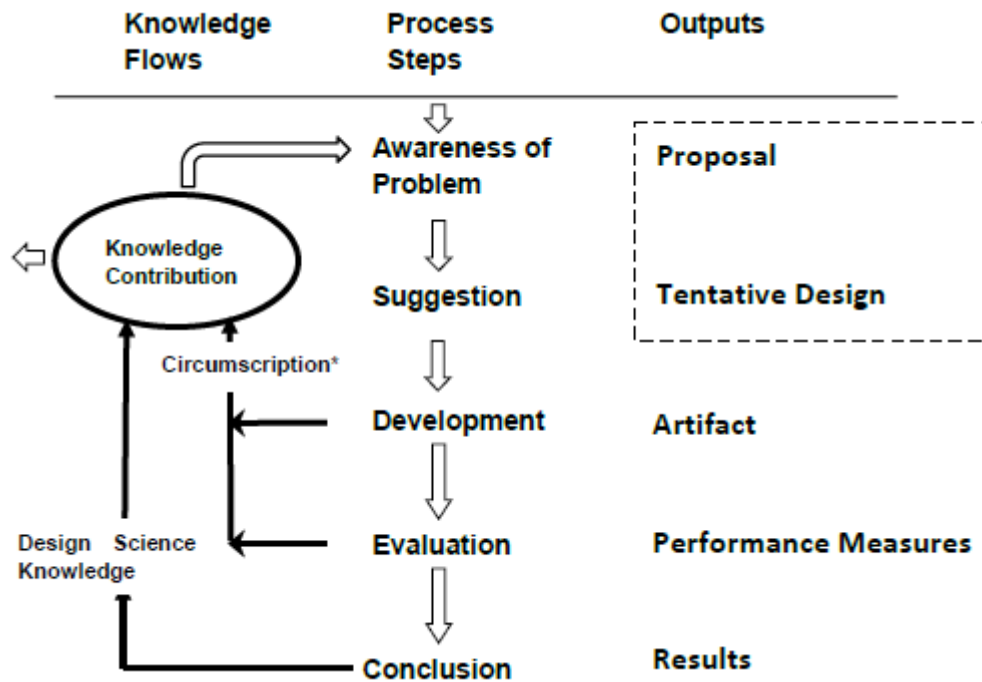 Knowledge
Flows
Process
Steps
Outputs
Awareness of
Problem
Proposal
Knowledge
Contribution
Suggestion
Tentative Design
Circumscription*
Development
Artifact
Design Science
Knowledge
Evaluation
Performance Measures
Conclusion
Results